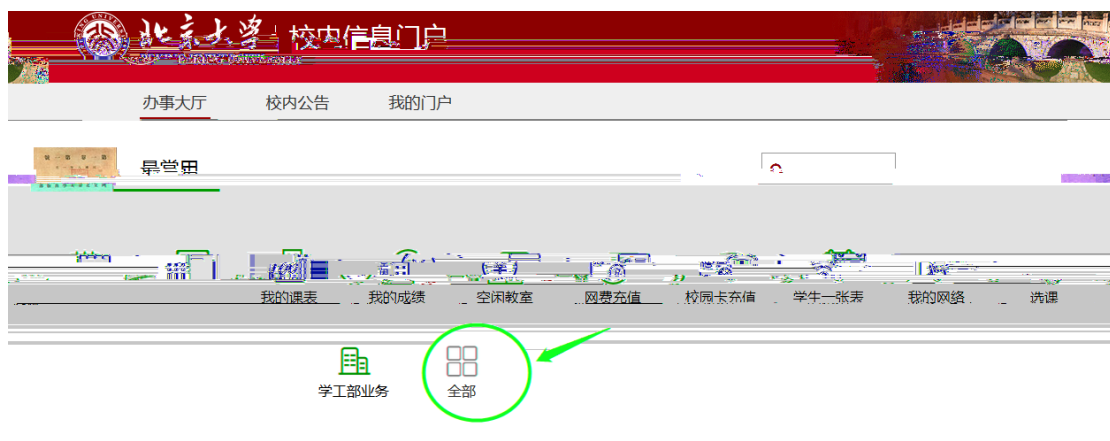 北京大学 校内信息门户
办事大厅 校内公告 我的门户
最常用
我的课表 我的成绩 空闲教室 网费充值 校园卡充值 学生一张表 我的网络 选课
学工部业务 全部